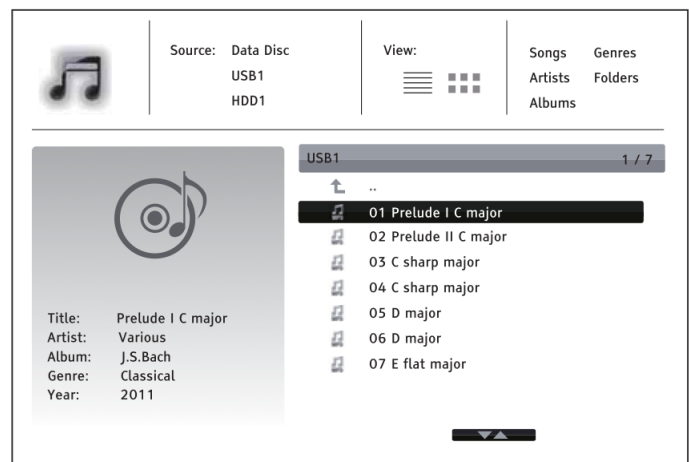 Source: Data Disc
USB1
HDD1
View:
Songs Genres
Artists Folders
Albums
USB1 1 / 7
..
01 Prelude I C major
02 Prelude II C major
03 C sharp major
04 C sharp major
05 D major
06 D major
07 E flat major
Title: Prelude I C major
Artist: Various
Album: J.S.Bach
Genre: Classical
Year: 2011